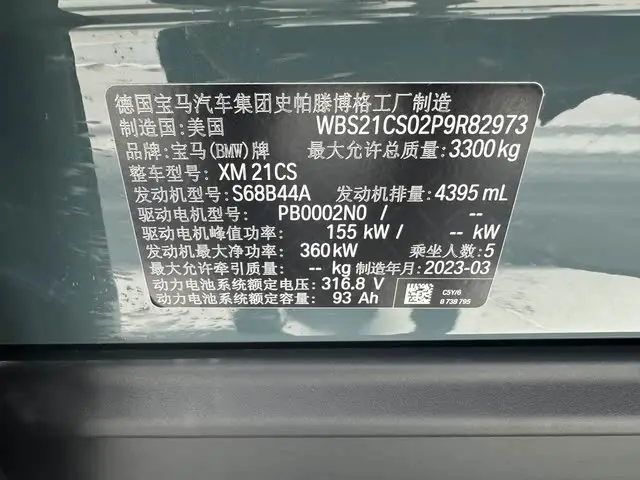 德国宝马汽车集团史帕滕博格工厂制造
制造国:美国 WBS21CS02P9R82973
品牌:宝马(BMW)牌 最大允许总质量:3300kg
整车型号: XM 21CS
发动机型号:S68B44A 发动机排量:4395 mL
驱动电机型号: PB0002N0 / --
驱动电机峰值功率: 155 kW / -- kW
发动机最大净功率: 360kW 乘坐人数:5
最大允许牵引质量: -- kg 制造年月:2023-03
动力电池系统额定电压:316.8 V
动力电池系统额定容量: 93 Ah
C5Y/6
B 738 795